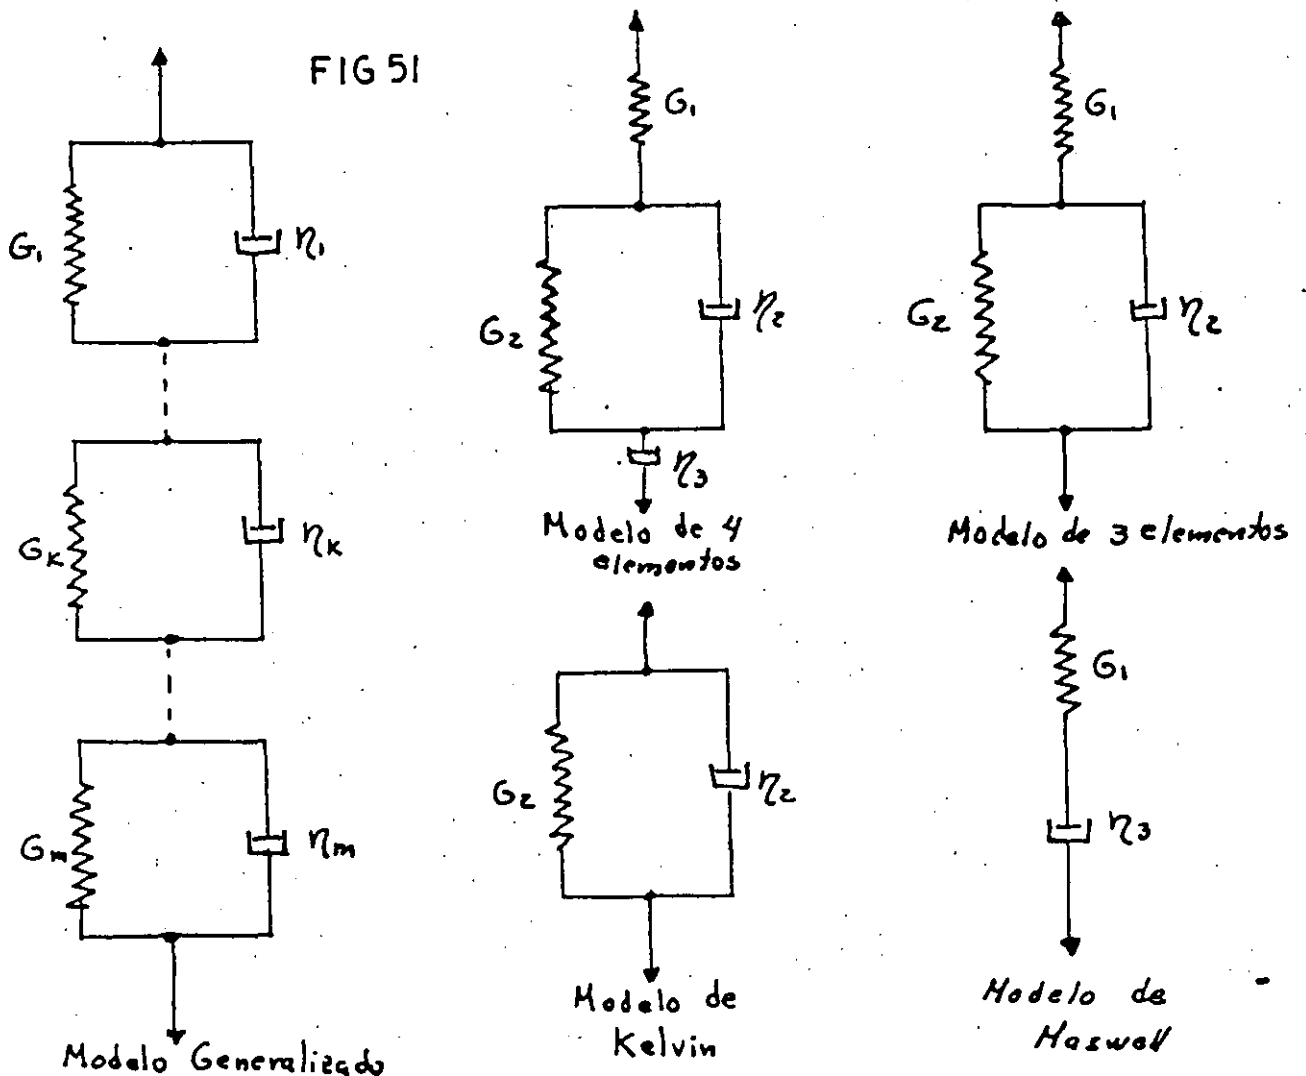 FIG 51
G₁
η₁
Gₖ
ηₖ
Gₘ
ηₘ
Modelo Generalizado
G₁
G₂
η₂
η₃
Modelo de 4
elementos
G₁
G₂
η₂
Modelo de 3 elementos
G₂
η₂
Modelo de
Kelvin
G₁
η₃
Modelo de
Maswell